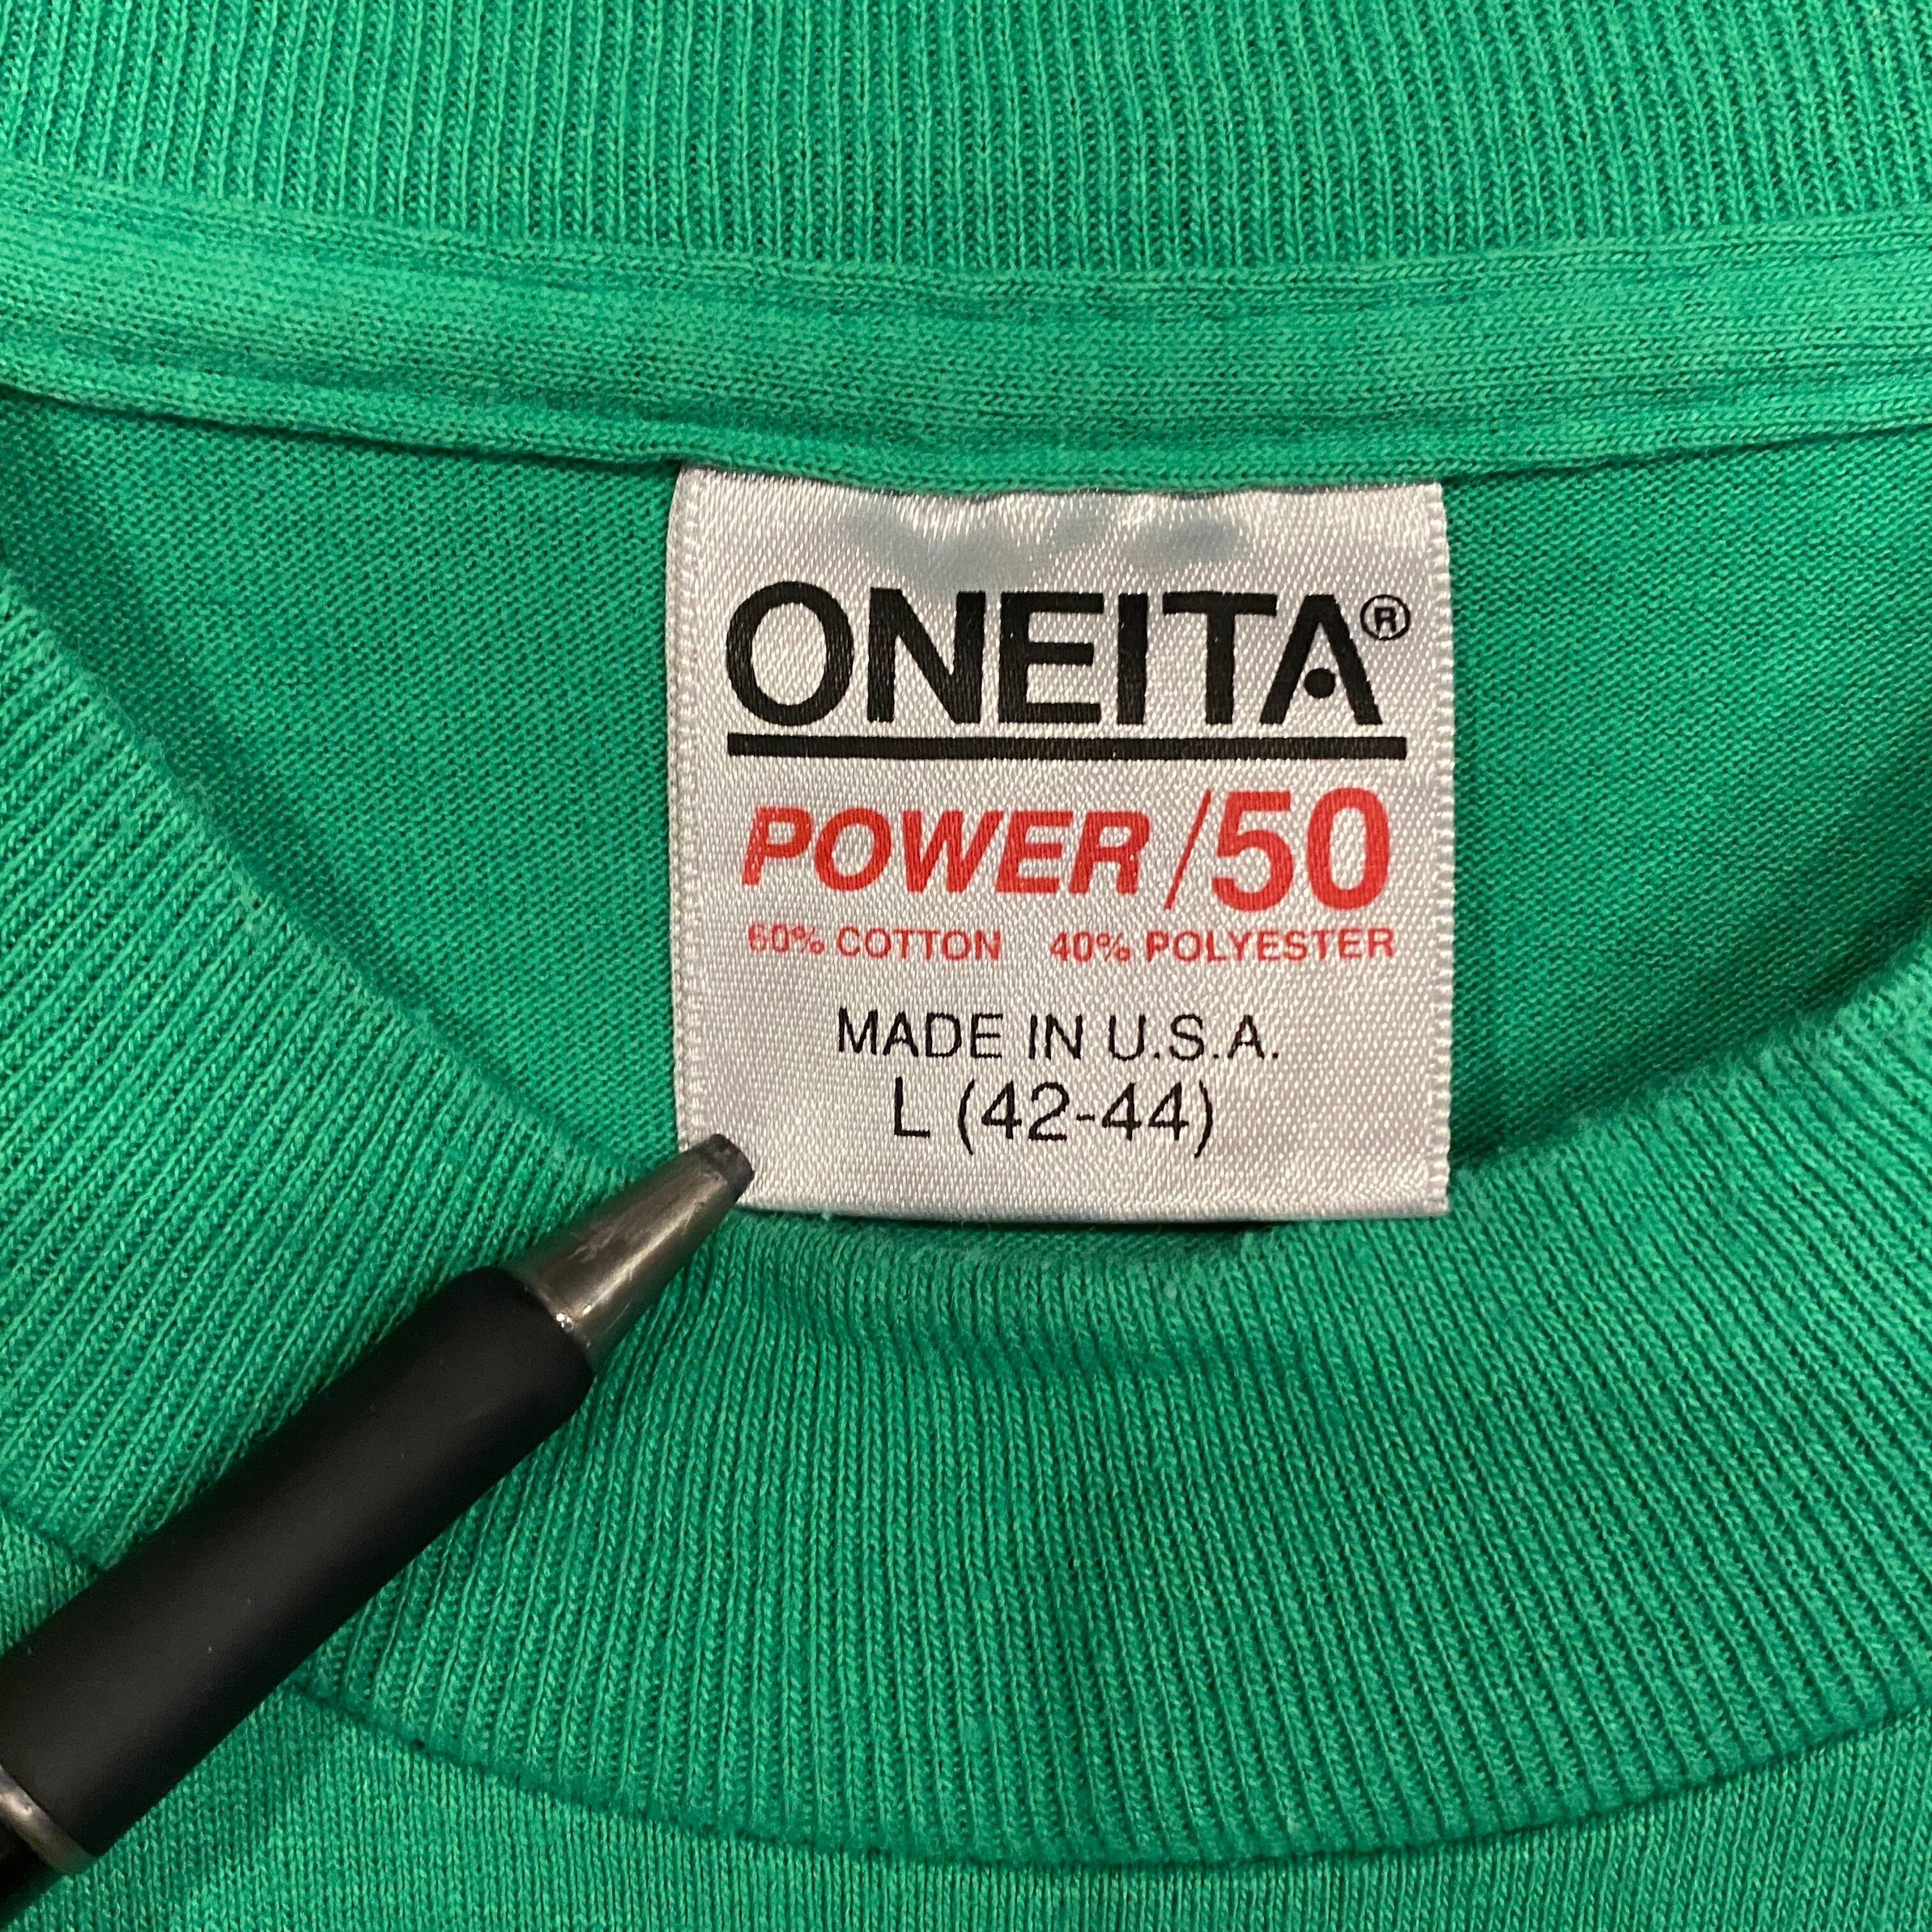 ONEITA®
POWER/50
60% COTTON 40% POLYESTER
MADE IN U.S.A.
L (42-44)